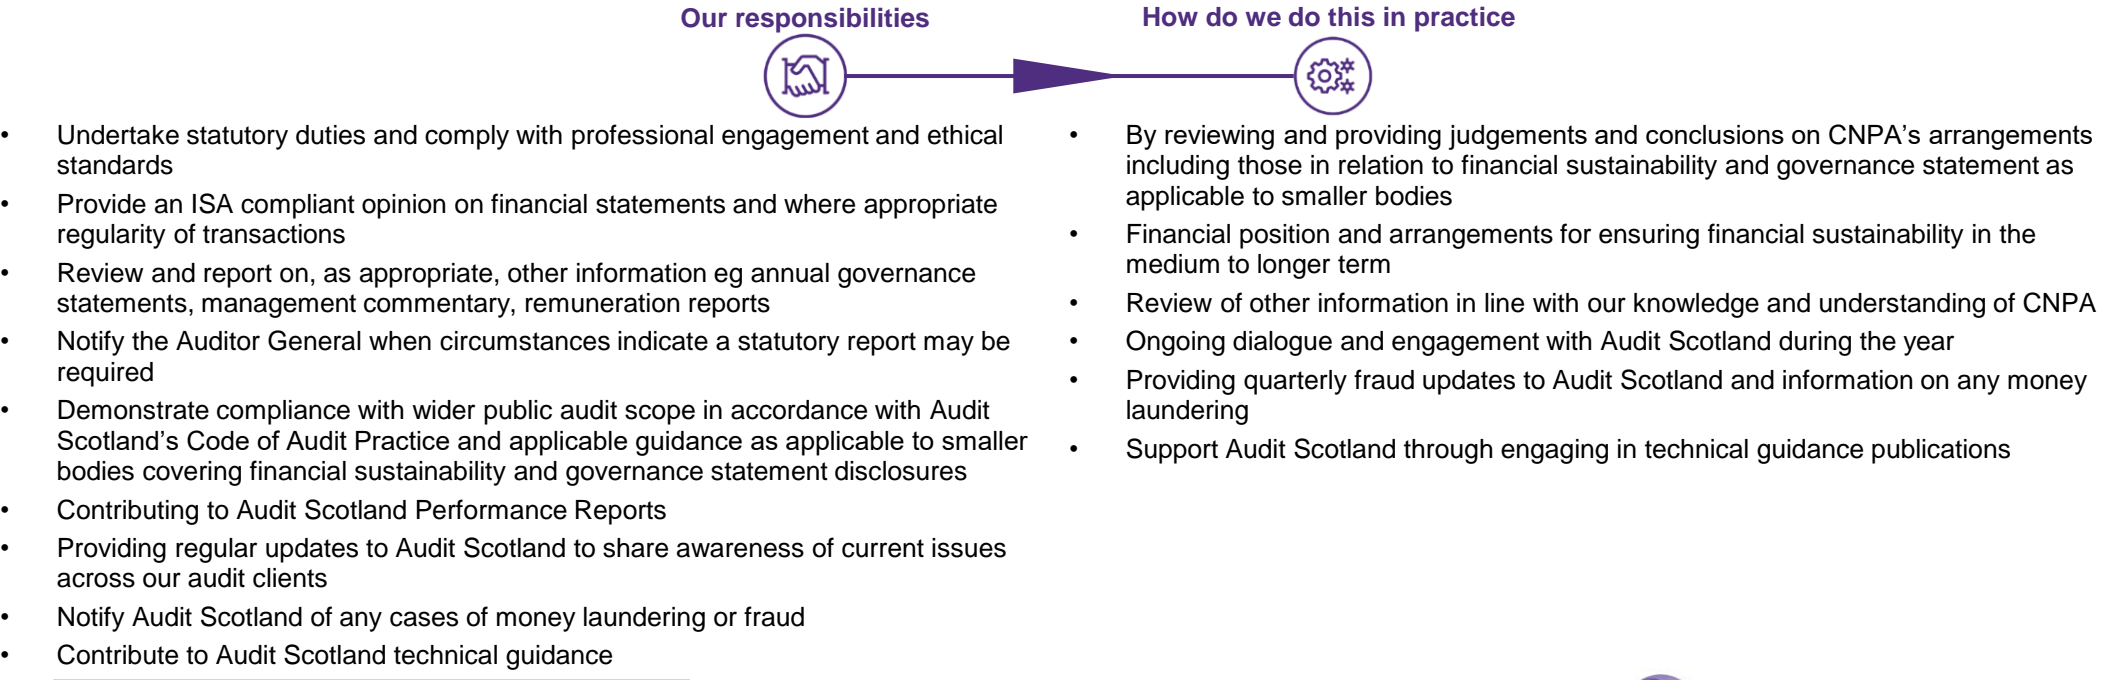 Our responsibilities
How do we do this in practice
• Undertake statutory duties and comply with professional engagement and ethical
standards
• Provide an ISA compliant opinion on financial statements and where appropriate
regularity of transactions
• Review and report on, as appropriate, other information eg annual governance
statements, management commentary, remuneration reports
• Notify the Auditor General when circumstances indicate a statutory report may be
required
• Demonstrate compliance with wider public audit scope in accordance with Audit
Scotland’s Code of Audit Practice and applicable guidance as applicable to smaller
bodies covering financial sustainability and governance statement disclosures
• Contributing to Audit Scotland Performance Reports
• Providing regular updates to Audit Scotland to share awareness of current issues
across our audit clients
• Notify Audit Scotland of any cases of money laundering or fraud
• Contribute to Audit Scotland technical guidance
• By reviewing and providing judgements and conclusions on CNPA’s arrangements
including those in relation to financial sustainability and governance statement as
applicable to smaller bodies
• Financial position and arrangements for ensuring financial sustainability in the
medium to longer term
• Review of other information in line with our knowledge and understanding of CNPA
• Ongoing dialogue and engagement with Audit Scotland during the year
• Providing quarterly fraud updates to Audit Scotland and information on any money
laundering
• Support Audit Scotland through engaging in technical guidance publications